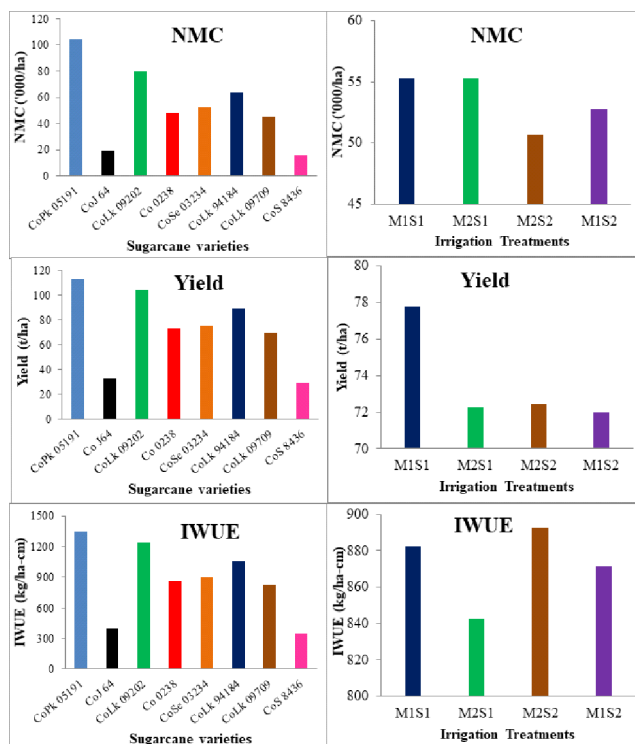 NMC
NMC ('000/ha)
120
100
80
60
40
20
0
CoPk 05191
CoJ 64
CoLk 09202
Co 0238
CoSe 03234
CoLk 94184
CoLk 09709
CoS 8436
Sugarcane varieties
NMC
NMC ('000/ha)
65
60
55
50
45
M1S1
M2S1
M2S2
M1S2
Irrigation Treatments
Yield
Yield (t/ha)
120
100
80
60
40
20
0
CoPk 05191
Co J64
CoLk 09202
Co 0238
CoSe 03234
CoLk 94184
CoLk 09709
CoS 8436
Sugarcane varieties
Yield
Yield (t/ha)
80
78
76
74
72
70
M1S1
M2S1
M2S2
M1S2
Irrigation Treatments
IWUE
IWUE (kg/ha-cm)
1500
1200
900
600
300
0
CoPk 05191
CoJ 64
CoLk 09202
Co 0238
CoSe 03234
CoLk 94184
CoLk 09709
CoS 8436
Sugarcane varieties
IWUE
IWUE (kg/ha-cm)
900
880
860
840
820
800
M1S1
M2S1
M2S2
M1S2
Irrigation Treatments